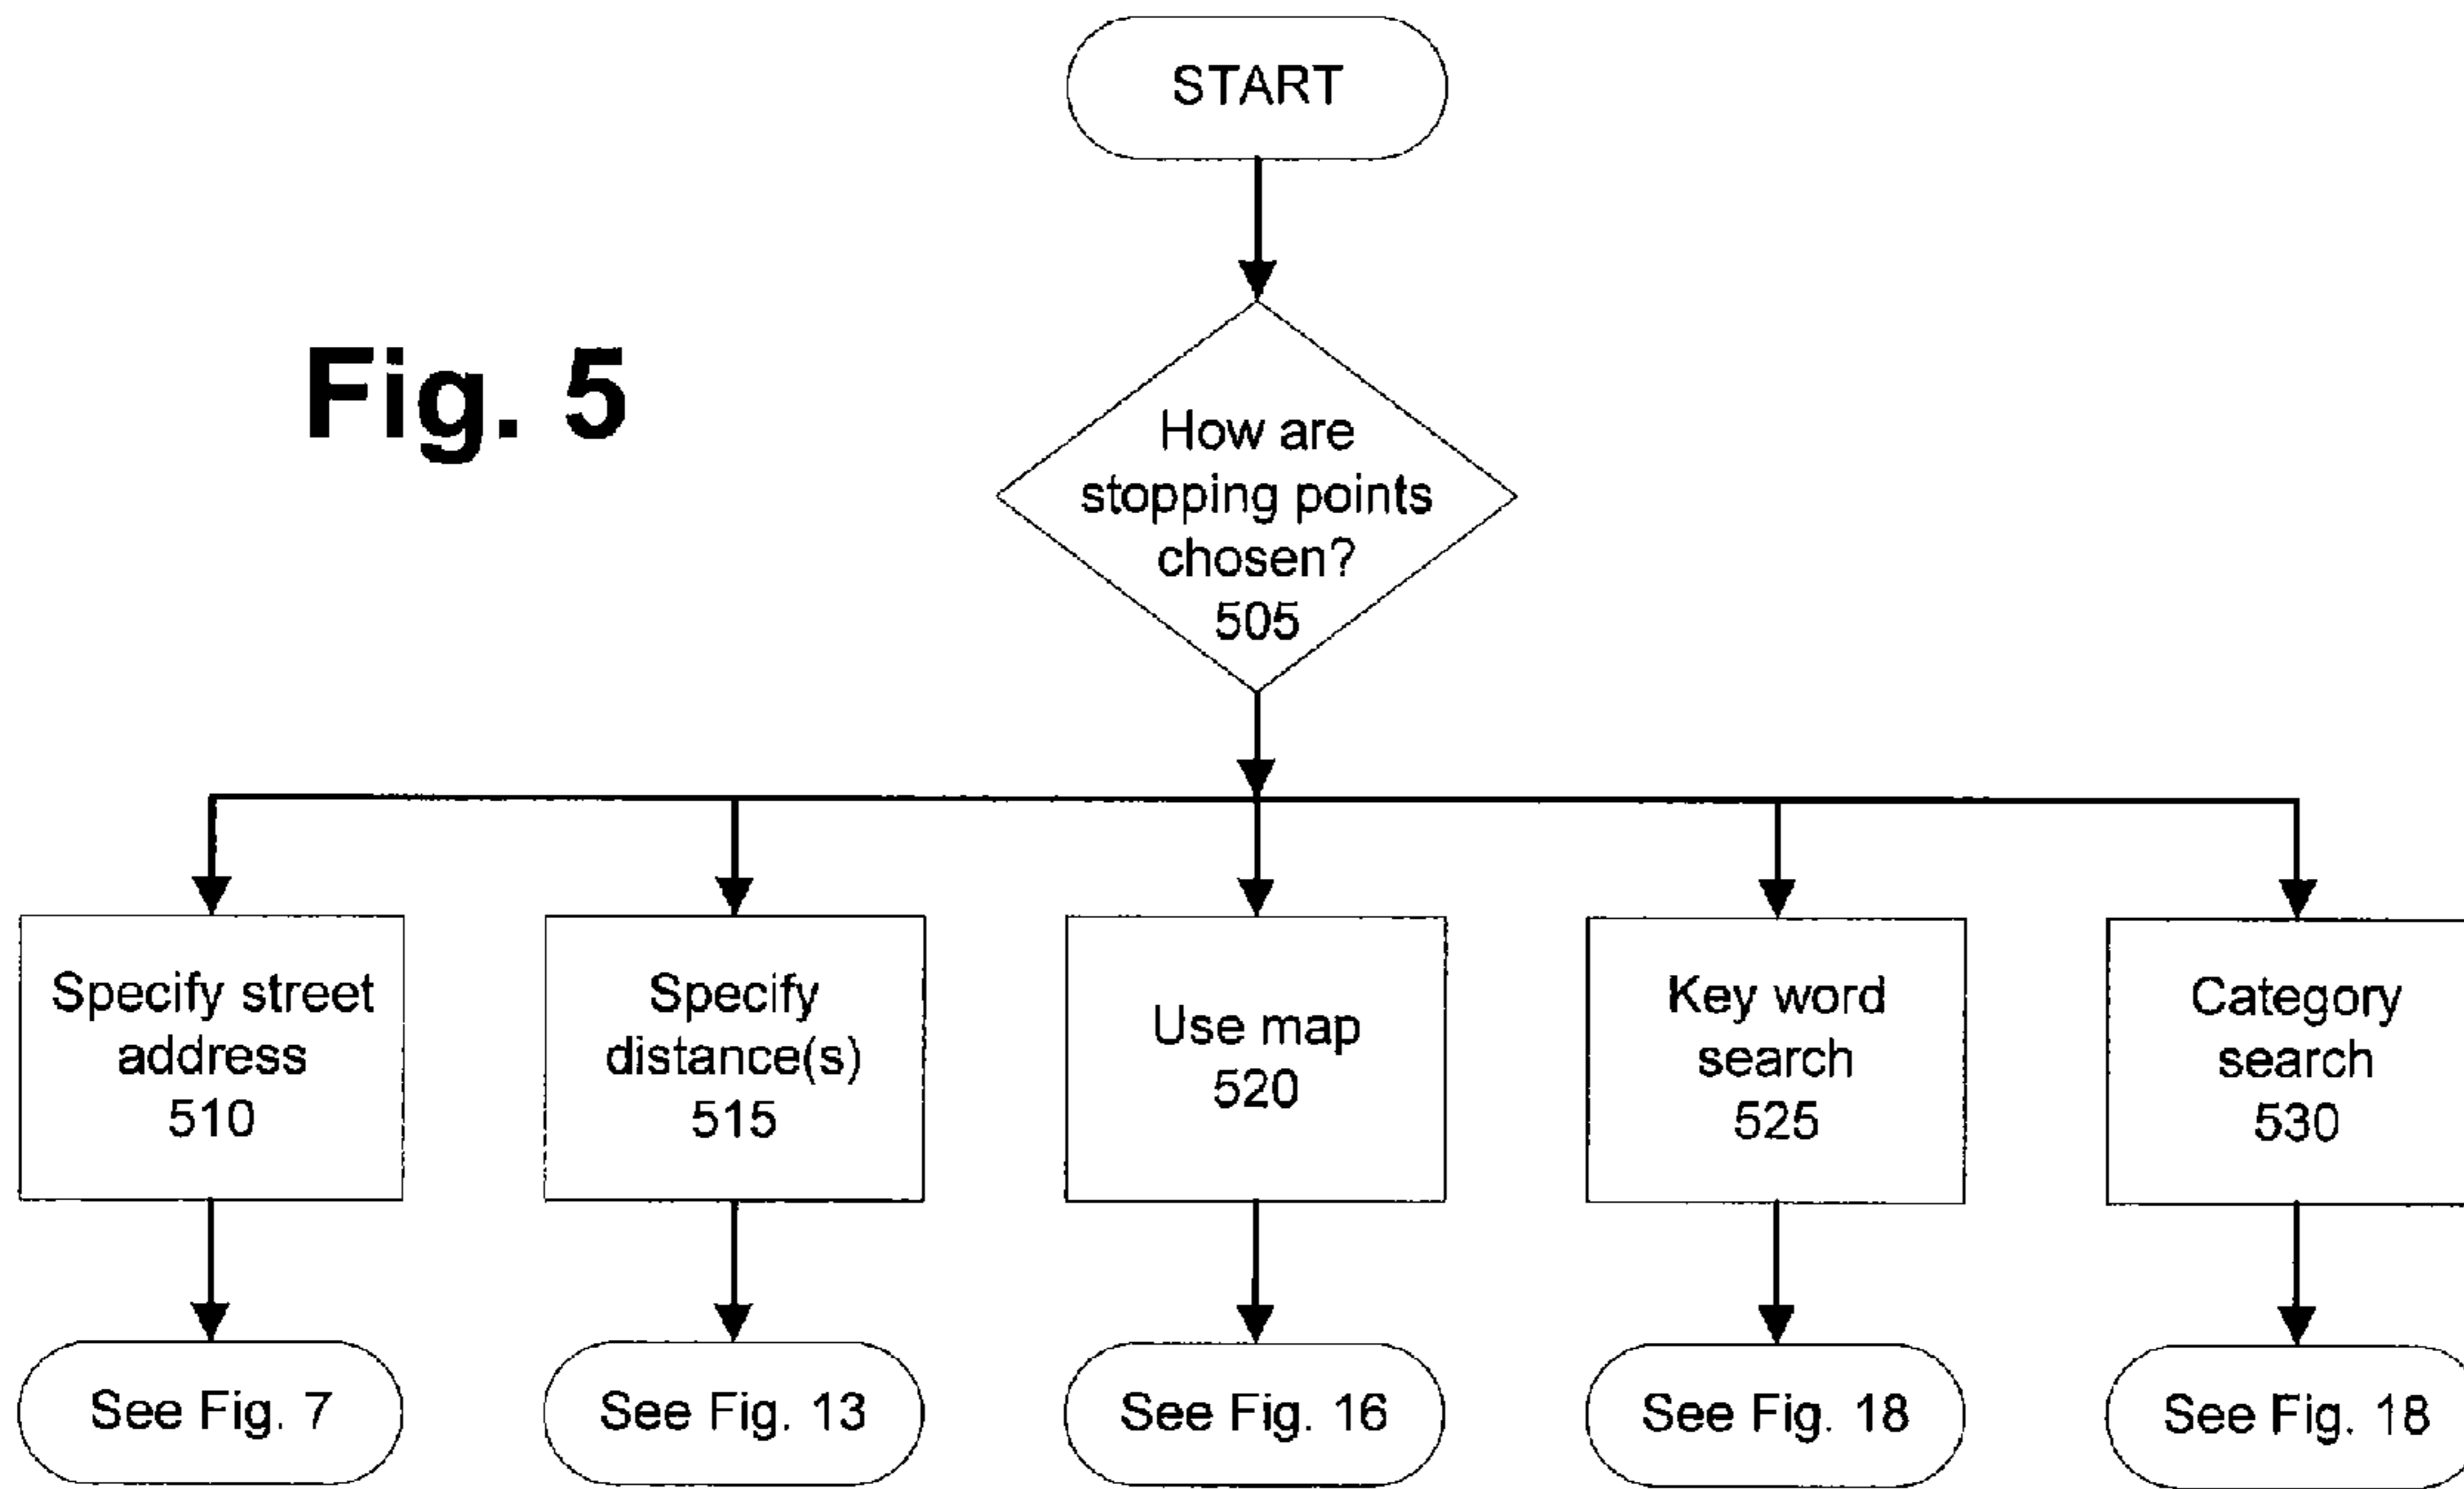 START
Fig. 5
How are
stopping points
chosen?
505
Specify street
address
510
Specify
distance(s)
515
Use map
520
Key word
search
525
Category
search
530
See Fig. 7
See Fig. 13
See Fig. 16
See Fig. 18
See Fig. 18